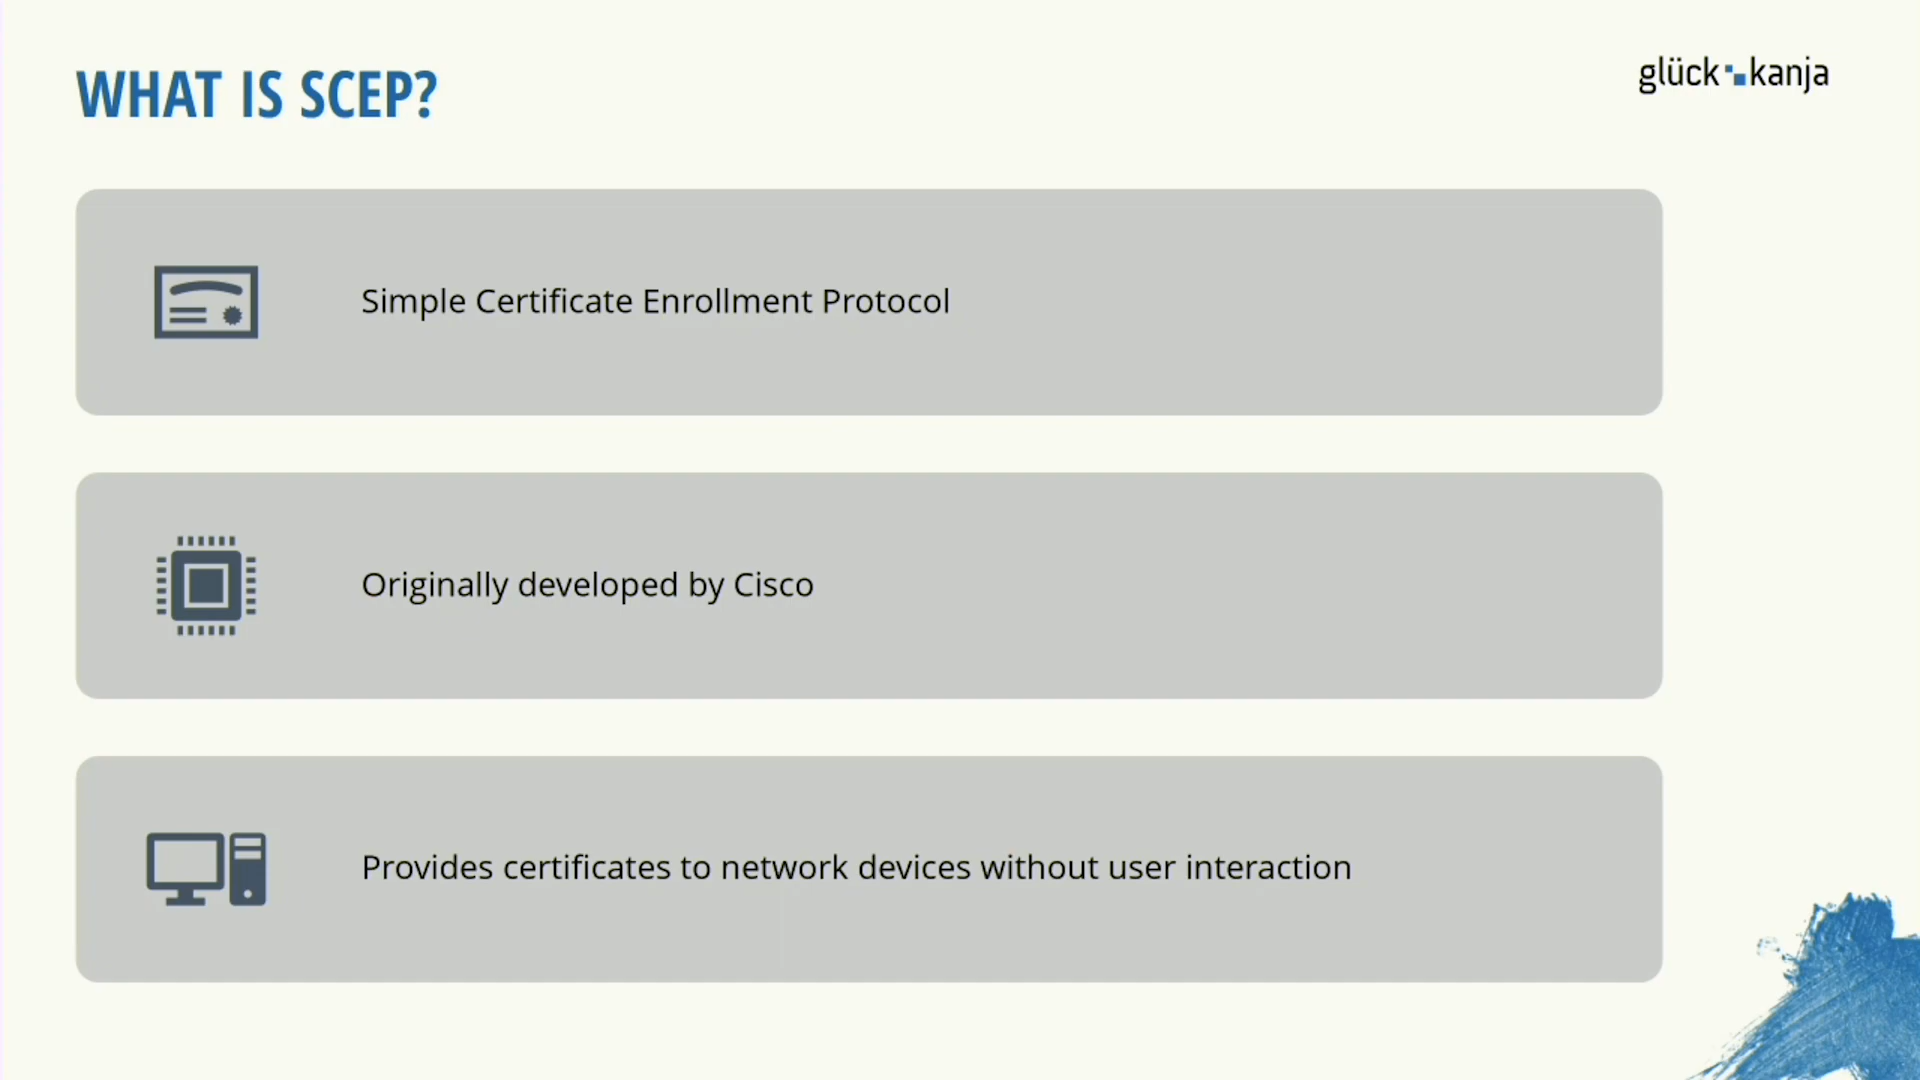 WHAT IS SCEP?
glück kanja
Simple Certificate Enrollment Protocol
Originally developed by Cisco
Provides certificates to network devices without user interaction